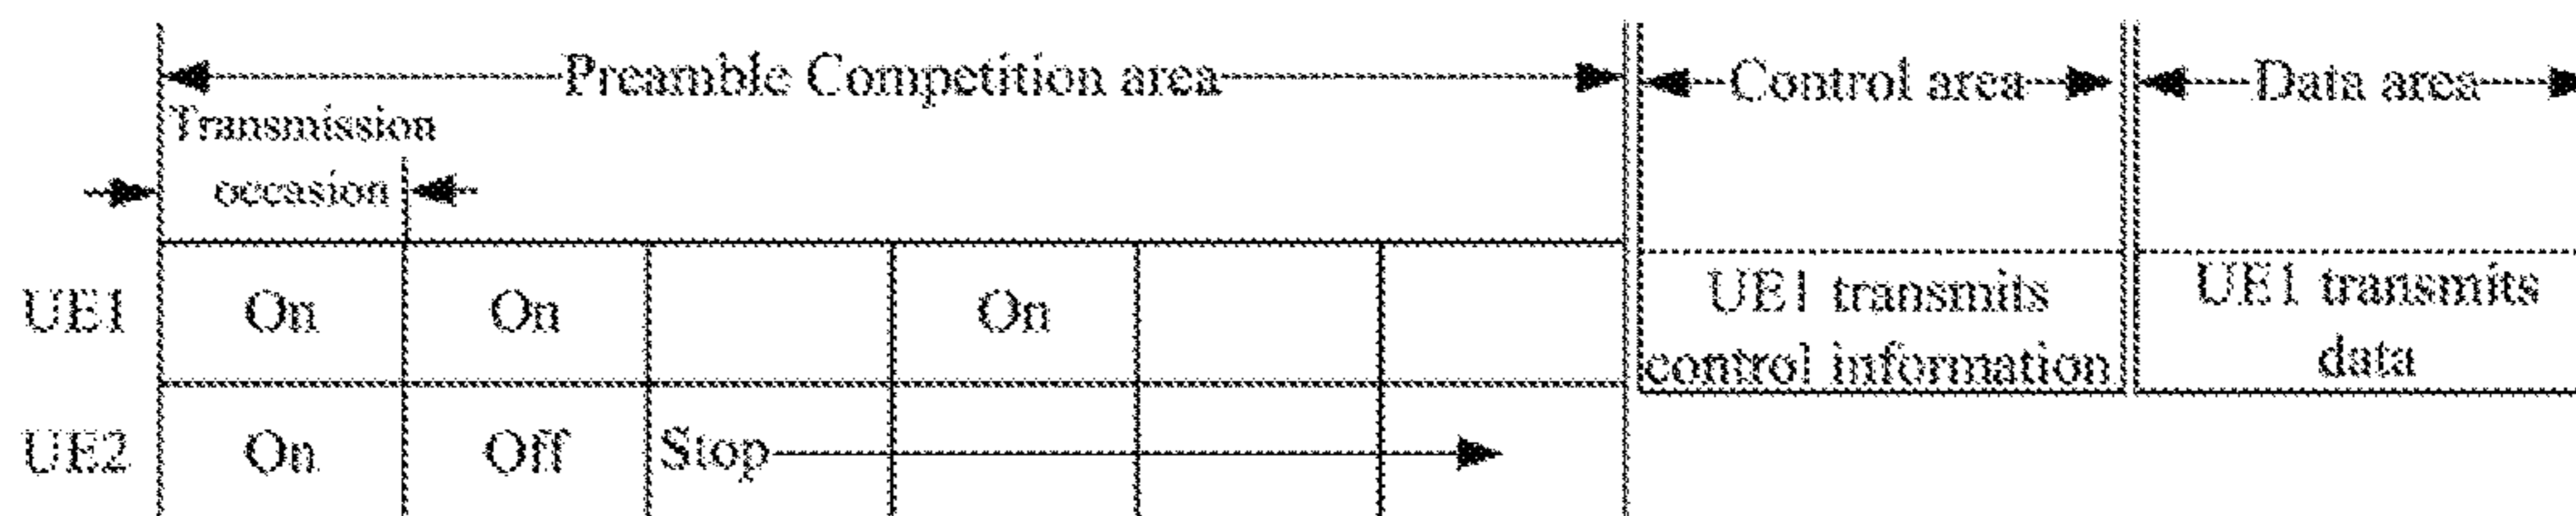 Preamble Competition area
Control area
Data area
Transmission
occasion
UE1 On On On
UE1 transmits
control information
UE1 transmits
data
UE2 On Off Stop